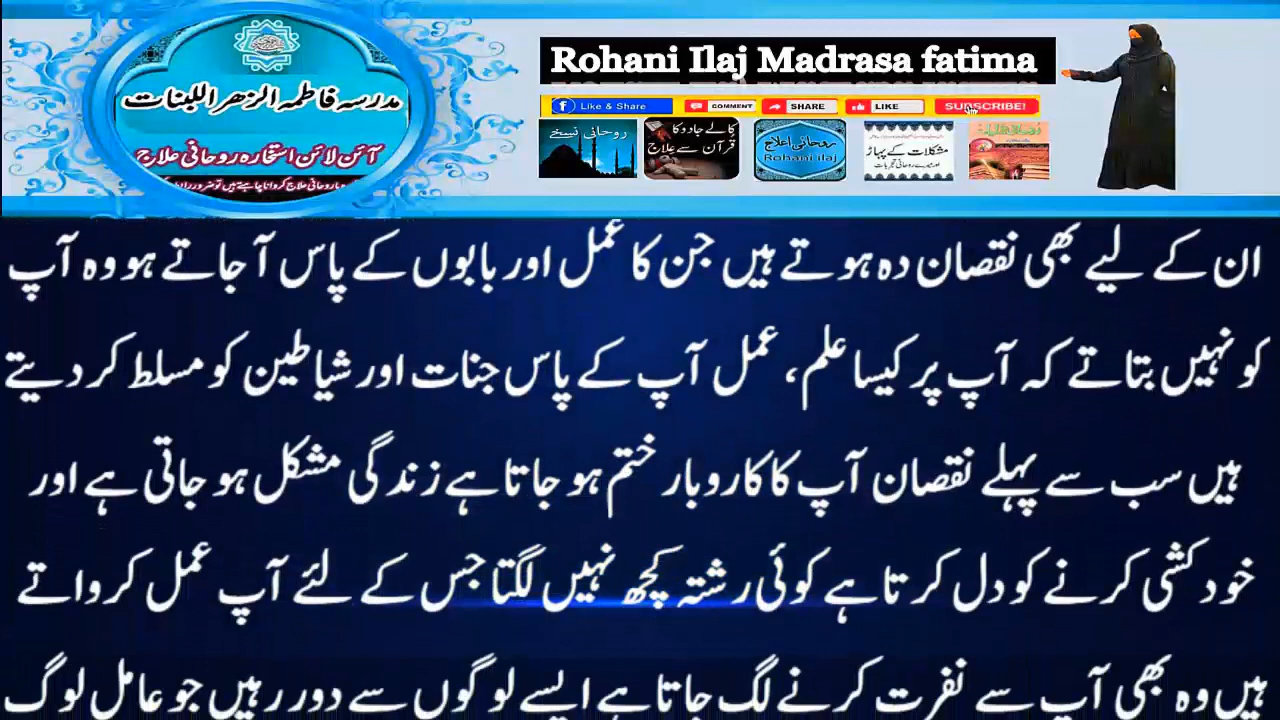 مدرسہ فاطمۃ الزہرا للبنات
آئن لائن استخارہ روحانی علاج
Rohani Ilaj Madrasa fatima
Like & Share
COMMENT
SHARE
LIKE
SUBSCRIBE!
روحانی نسخے
کالے جادو کا
قرآن سے علاج
روحانی علاج
Rohani Ilaj
مشکلات کے پہاڑ
ان کے لیے بھی نقصان دہ ہوتے ہیں جن کا عمل اور بابوں کے پاس آ جاتے ہو وہ آپ
کو نہیں بتاتے کہ آپ پر کیسا علم، عمل آپ کے پاس جنات اور شیاطین کو مسلط کر دیتے
ہیں سب سے پہلے نقصان آپ کا کاروبار ختم ہو جاتا ہے زندگی مشکل ہو جاتی ہے اور
خودکشی کرنے کو دل کرتا ہے کوئی رشتہ کچھ نہیں لگتا جس کے لئے آپ عمل کرواتے
ہیں وہ بھی آپ سے نفرت کرنے لگ جاتا ہے ایسے لوگوں سے دور رہیں جو عامل لوگ